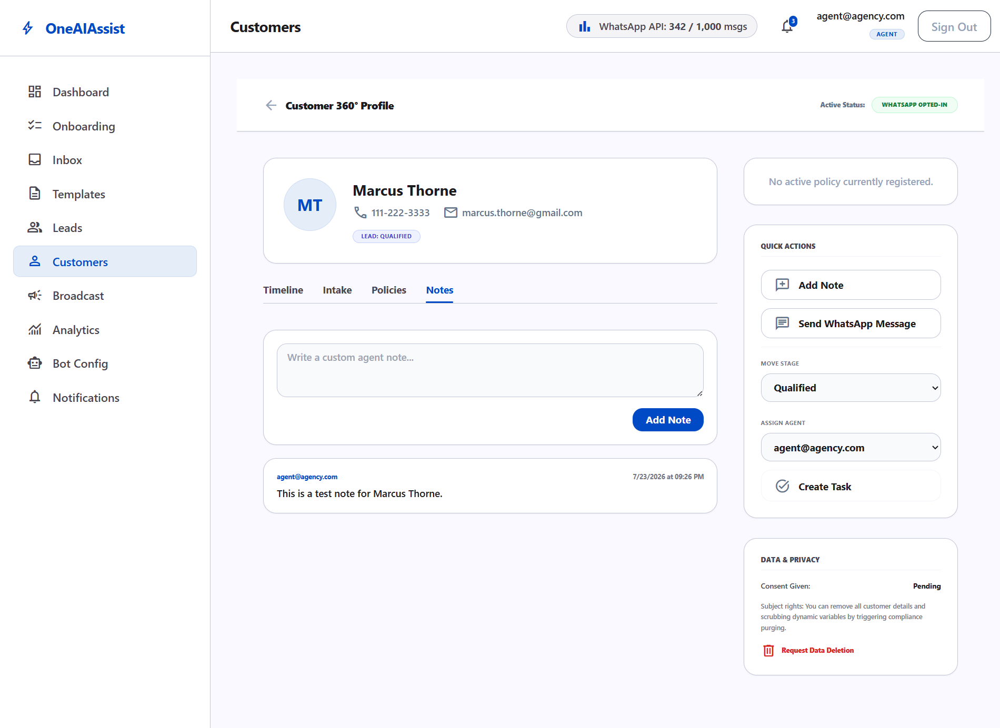 OneAIAssist
Customers
WhatsApp API: 342 / 1,000 msgs
3
agent@agency.com
AGENT
Sign Out
Dashboard
Onboarding
Inbox
Templates
Leads
Customers
Broadcast
Analytics
Bot Config
Notifications
Customer 360° Profile
Active Status:
WHATSAPP OPTED-IN
MT
Marcus Thorne
111-222-3333
marcus.thorne@gmail.com
LEAD: QUALIFIED
Timeline
Intake
Policies
Notes
Write a custom agent note...
Add Note
agent@agency.com
7/23/2026 at 09:26 PM
This is a test note for Marcus Thorne.
No active policy currently registered.
QUICK ACTIONS
Add Note
Send WhatsApp Message
MOVE STAGE
Qualified
ASSIGN AGENT
agent@agency.com
Create Task
DATA & PRIVACY
Consent Given:
Pending
Subject rights: You can remove all customer details and
scrubbing dynamic variables by triggering compliance
purging.
Request Data Deletion